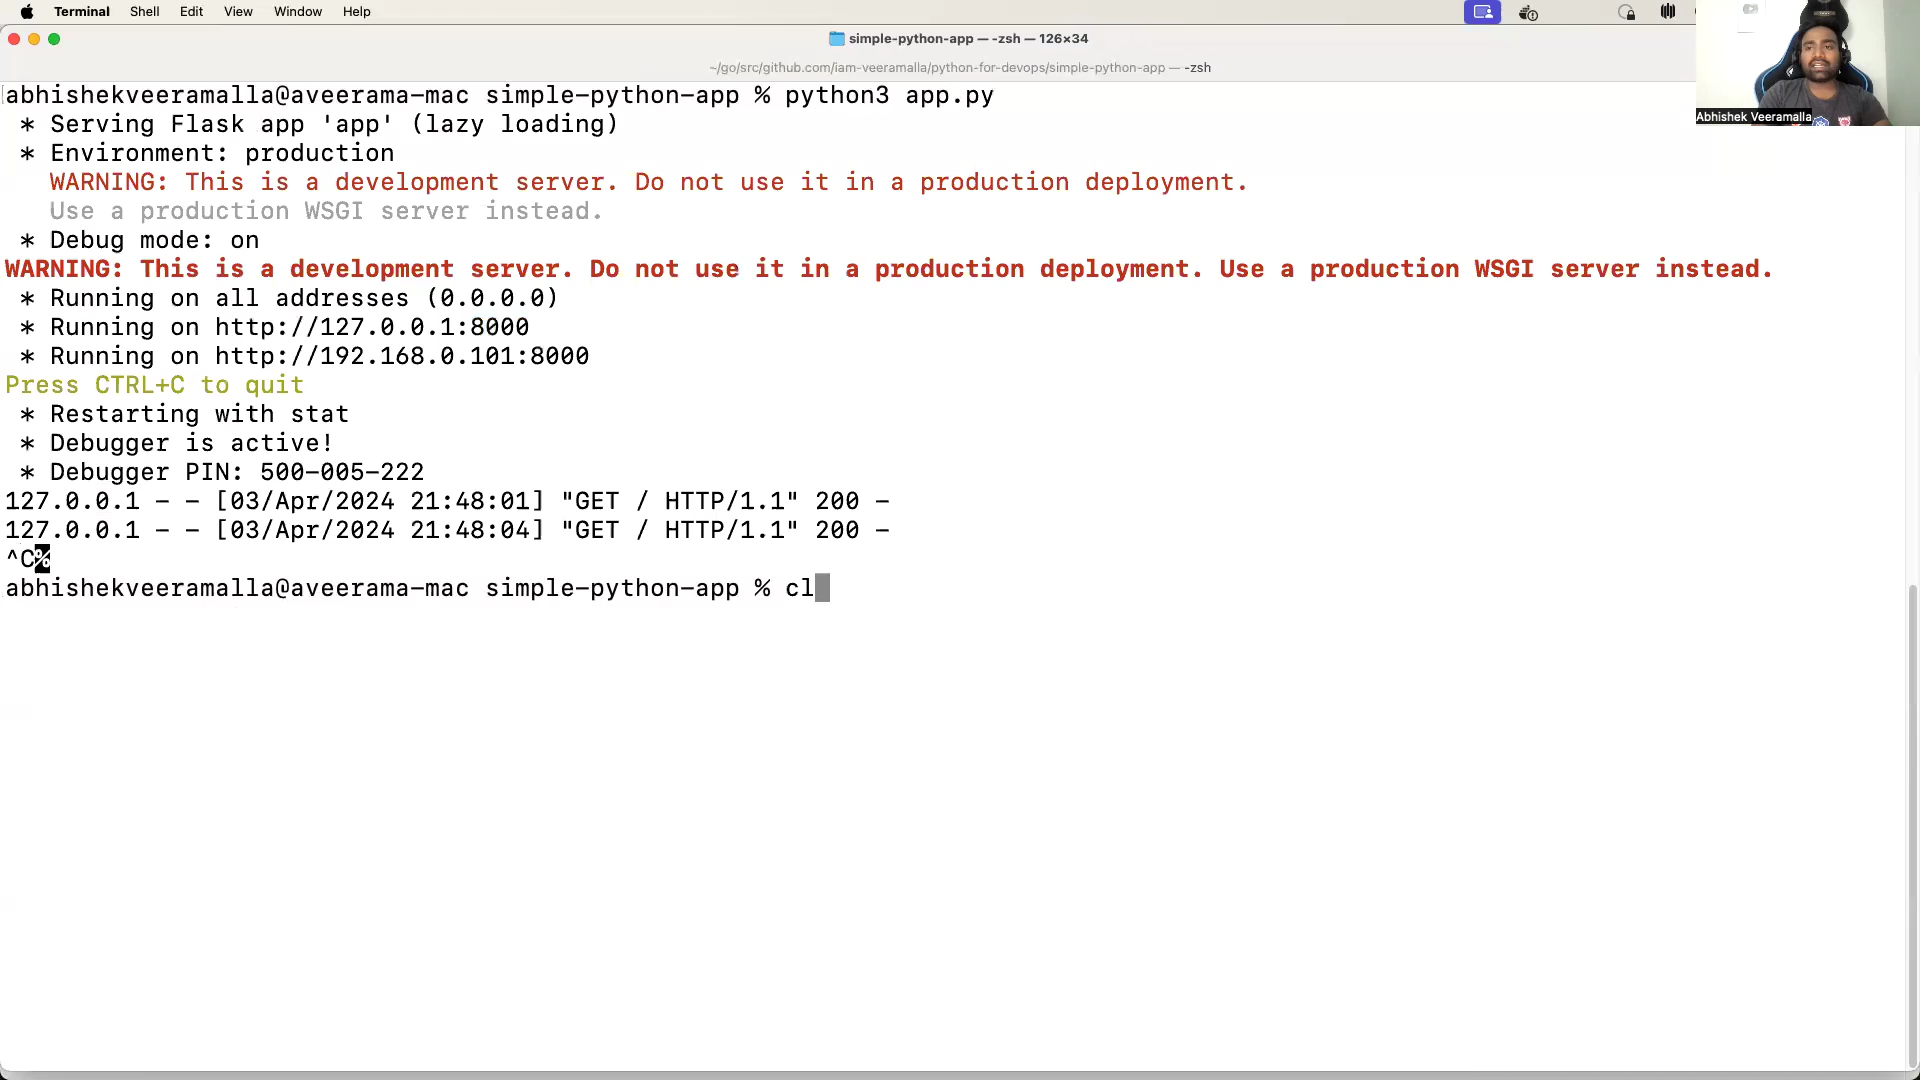 Terminal Shell Edit View Window Help
simple-python-app — -zsh — 126×34
~/go/src/github.com/iam-veeramalla/python-for-devops/simple-python-app — -zsh
Abhishek Veeramalla
abhishekveeramalla@aveerama-mac simple-python-app % python3 app.py
 * Serving Flask app 'app' (lazy loading)
 * Environment: production
   WARNING: This is a development server. Do not use it in a production deployment.
   Use a production WSGI server instead.
 * Debug mode: on
WARNING: This is a development server. Do not use it in a production deployment. Use a production WSGI server instead.
 * Running on all addresses (0.0.0.0)
 * Running on http://127.0.0.1:8000
 * Running on http://192.168.0.101:8000
Press CTRL+C to quit
 * Restarting with stat
 * Debugger is active!
 * Debugger PIN: 500-005-222
127.0.0.1 - - [03/Apr/2024 21:48:01] "GET / HTTP/1.1" 200 -
127.0.0.1 - - [03/Apr/2024 21:48:04] "GET / HTTP/1.1" 200 -
^C%
abhishekveeramalla@aveerama-mac simple-python-app % cl